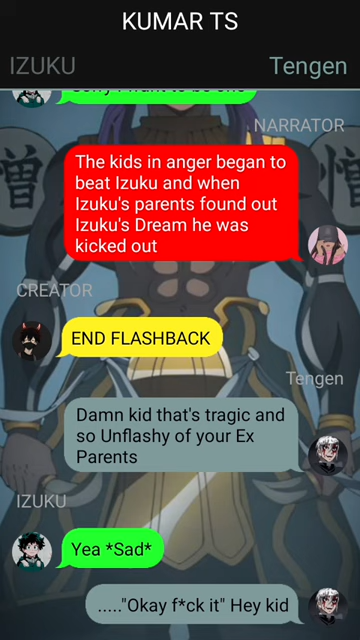 KUMAR TS
IZUKU
Tengen
NARRATOR
The kids in anger began to
beat Izuku and when
Izuku's parents found out
Izuku's Dream he was
kicked out
CREATOR
END FLASHBACK
Tengen
Damn kid that's tragic and
so Unflashy of your Ex
Parents
IZUKU
Yea *Sad*
....."Okay f*ck it" Hey kid